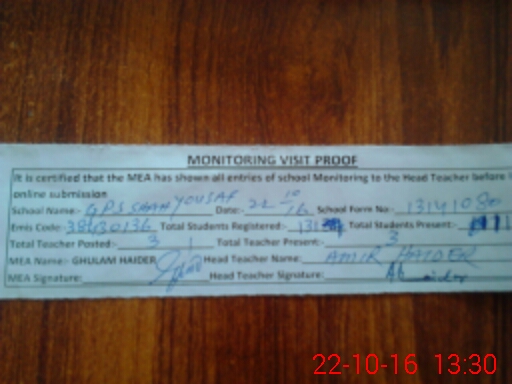 MONITORING VISIT PROOF
It is certified that the MEA has shown all entries of school Monitoring to the Head Teacher before
online submission
School Name:- GPS SHAH YOUSAF Date:- 22 10/16 School Form No:- 13141080
Emis Code:- Total Students Registered:- Total Students Present:-
Total Teacher Posted:- 3 Total Teacher Present:- 3
MEA Name:- GHULAM HAIDER Head Teacher Name:- AMIR HAIDER
MEA Signature: Head Teacher Signature:
22-10-16 13:30